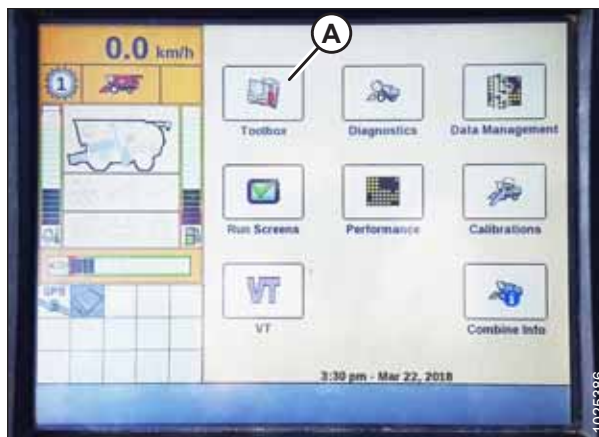 A
0.0 km/h
1
Toolbox
Diagnostics
Data Management
Run Screens
Performance
Calibrations
GPS
VT
VT
Combine Info
3:30 pm - Mar 22, 2018
1025386